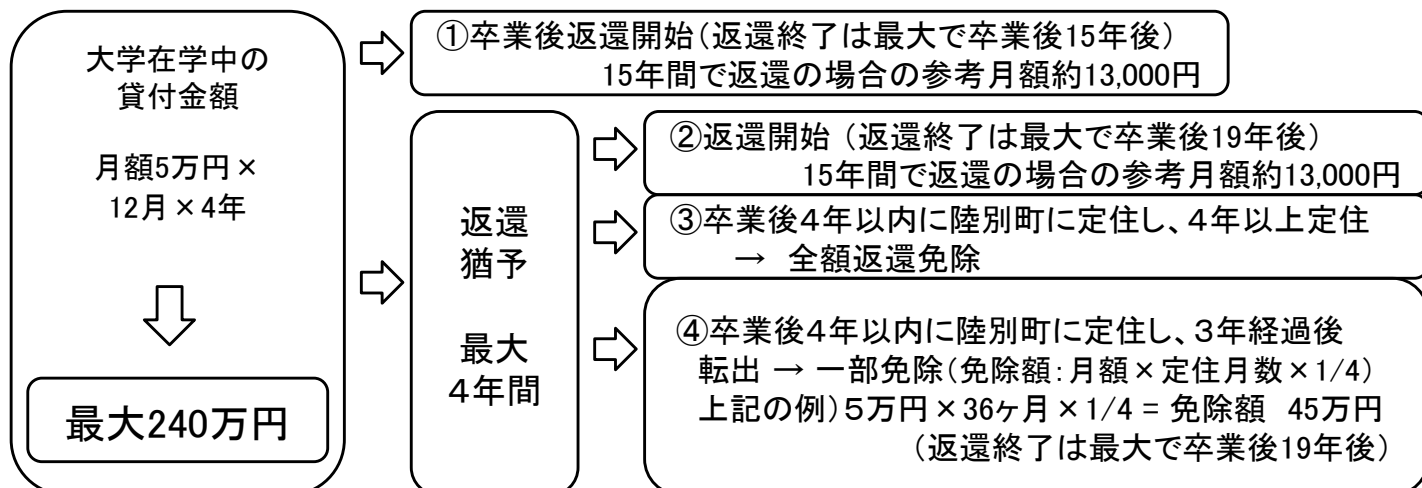 大学在学中の
貸付金額
月額5万円×
12月×4年
最大240万円
①卒業後返還開始(返還終了は最大で卒業後15年後)
15年間で返還の場合の参考月額約13,000円
返還
猶予
最大
4年間
②返還開始 (返還終了は最大で卒業後19年後)
15年間で返還の場合の参考月額約13,000円
③卒業後4年以内に陸別町に定住し、4年以上定住
→ 全額返還免除
④卒業後4年以内に陸別町に定住し、3年経過後
転出 → 一部免除(免除額:月額×定住月数×1/4)
上記の例)5万円×36ヶ月×1/4 = 免除額 45万円
(返還終了は最大で卒業後19年後)